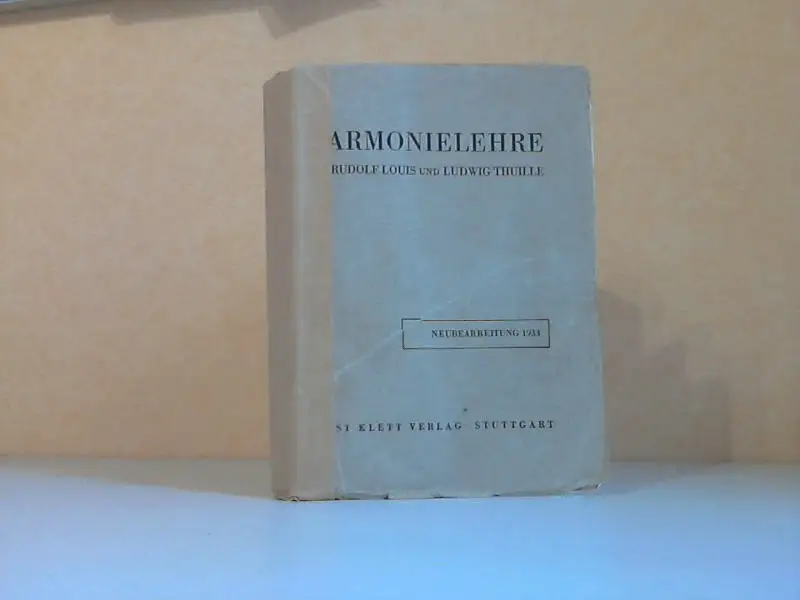 ARMONIELEHRE
RUDOLF LOUIS UND LUDWIG THUILLE
NEUBEARBEITUNG 1933
ST KLETT VERLAG · STUTTGART